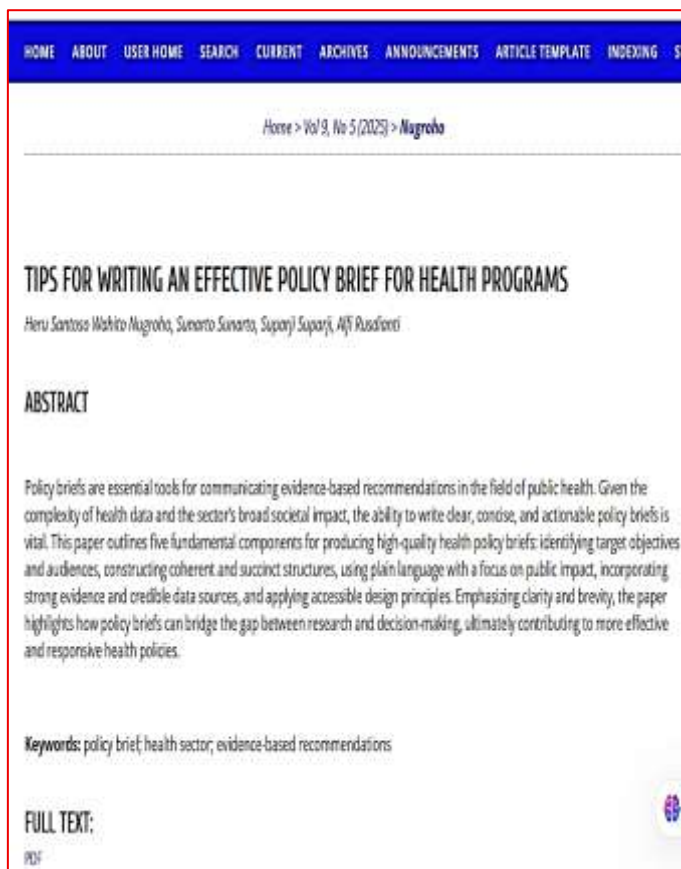 HOME ABOUT USER HOME SEARCH CURRENT ARCHIVES ANNOUNCEMENTS ARTICLE TEMPLATE INDEXING
Home > Vol 9, No 5 (2025) > Nugroho
TIPS FOR WRITING AN EFFECTIVE POLICY BRIEF FOR HEALTH PROGRAMS
Heru Santoso Wahito Nugroho, Sunarto Sunarto, Suparji Suparji, Alfi Rusdianti
ABSTRACT
Policy briefs are essential tools for communicating evidence-based recommendations in the field of public health. Given the
complexity of health data and the sector's broad societal impact, the ability to write clear, concise, and actionable policy briefs is
vital. This paper outlines five fundamental components for producing high-quality health policy briefs: identifying target objectives
and audiences, constructing coherent and succinct structures, using plain language with a focus on public impact, incorporating
strong evidence and credible data sources, and applying accessible design principles. Emphasizing clarity and brevity, the paper
highlights how policy briefs can bridge the gap between research and decision-making, ultimately contributing to more effective
and responsive health policies.
Keywords: policy brief; health sector; evidence-based recommendations
FULL TEXT:
PDF